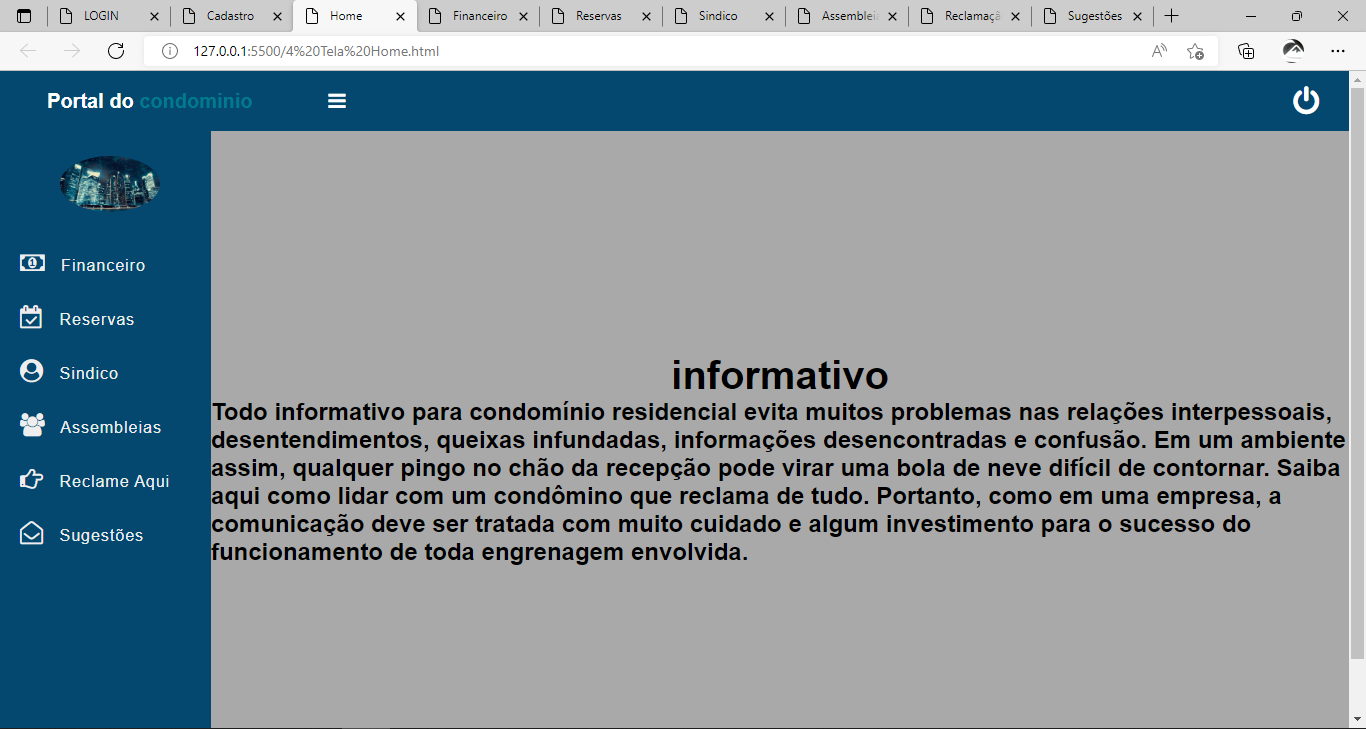 LOGIN
Cadastro
Home
Financeiro
Reservas
Sindico
Assembleia
Reclamaçã
Sugestões
127.0.0.1:5500/4%20Tela%20Home.html
Portal do condominio
Financeiro
Reservas
Sindico
Assembleias
Reclame Aqui
Sugestões
informativo
Todo informativo para condomínio residencial evita muitos problemas nas relações interpessoais,
desentendimentos, queixas infundadas, informações desencontradas e confusão. Em um ambiente
assim, qualquer pingo no chão da recepção pode virar uma bola de neve difícil de contornar. Saiba
aqui como lidar com um condômino que reclama de tudo. Portanto, como em uma empresa, a
comunicação deve ser tratada com muito cuidado e algum investimento para o sucesso do
funcionamento de toda engrenagem envolvida.